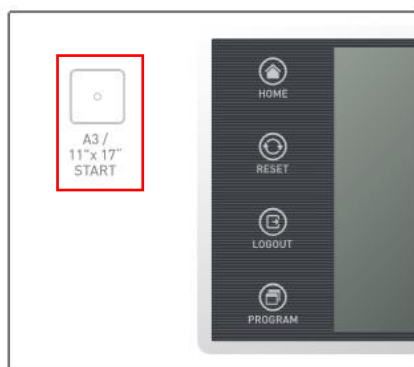 A3 /
11"x 17"
START
HOME
RESET
LOGOUT
PROGRAM